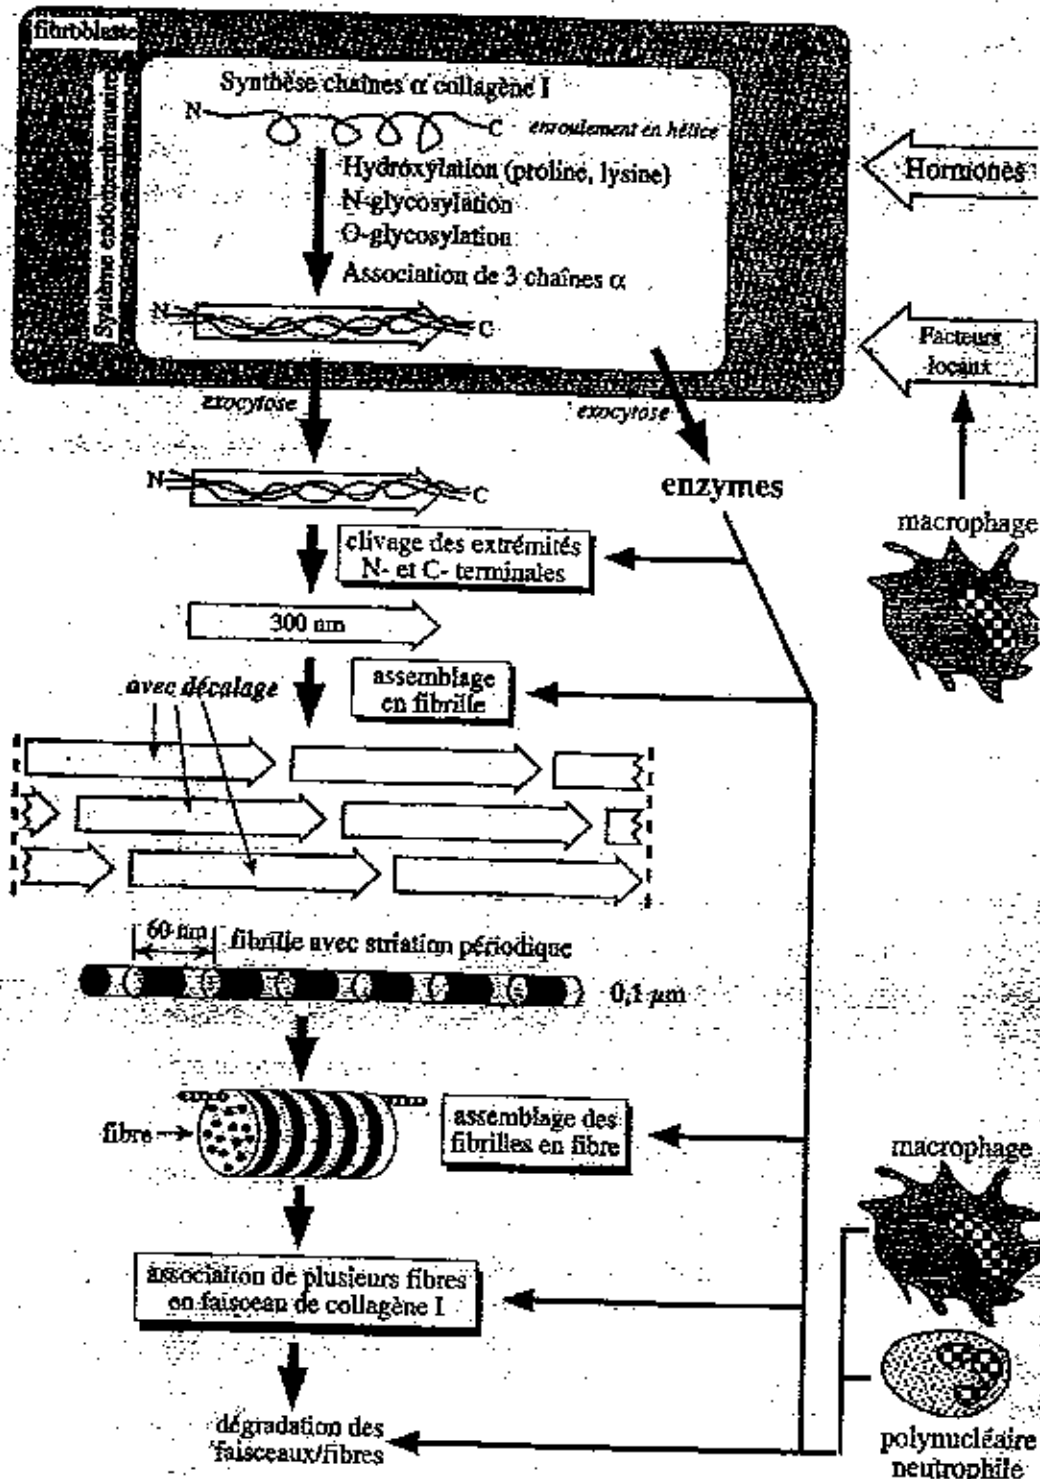 fibroblaste
Système endomembranaire
Synthèse chaînes α collagène I
N
C
enroulement en hélice
Hydroxylation (proline, lysine)
N-glycosylation
O-glycosylation
Association de 3 chaînes α
N
C
Hormones
Facteurs
locaux
exocytose
exocytose
N
C
enzymes
macrophage
clivage des extrémités
N- et C- terminales
300 nm
avec décalage
assemblage
en fibrille
60 nm
fibrille avec striation périodique
0,1 µm
fibre
assemblage des
fibrilles en fibre
macrophage
association de plusieurs fibres
en faisceau de collagène I
dégradation des
faisceaux/fibres
polynucléaire
neutrophile